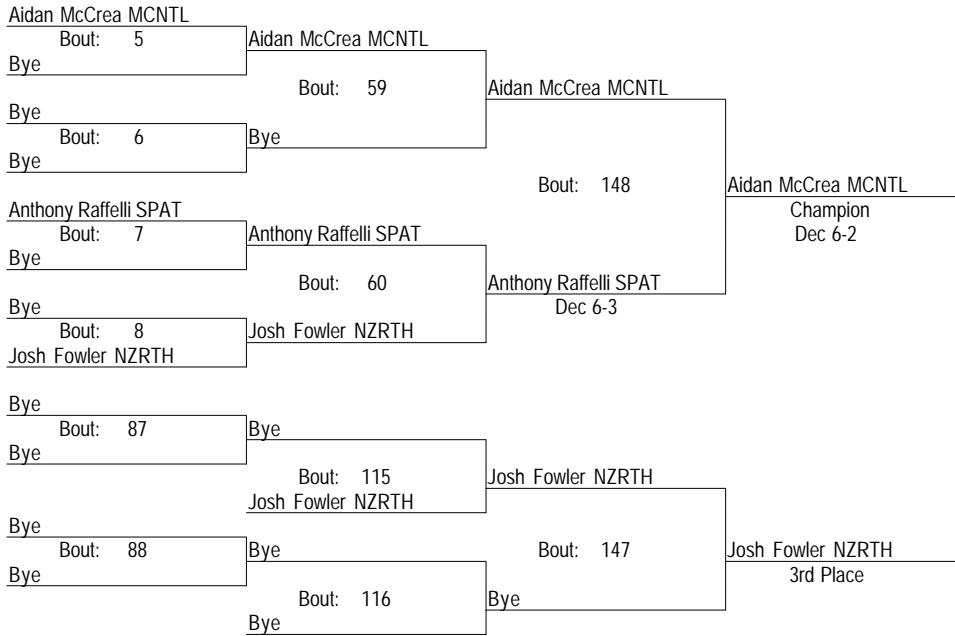 Aidan McCrea MCNTL
Bout: 5
Aidan McCrea MCNTL
Bye
Bout: 59
Aidan McCrea MCNTL
Bye
Bout: 6
Bye
Bye
Bout: 148
Aidan McCrea MCNTL
Anthony Raffelli SPAT
Champion
Bout: 7
Anthony Raffelli SPAT
Dec 6-2
Bye
Bout: 60
Anthony Raffelli SPAT
Bye
Dec 6-3
Bout: 8
Josh Fowler NZRTH
Josh Fowler NZRTH
Bye
Bout: 87
Bye
Bye
Bout: 115
Josh Fowler NZRTH
Josh Fowler NZRTH
Bye
Bout: 88
Bye
Bout: 147
Josh Fowler NZRTH
Bye
3rd Place
Bout: 116
Bye
Bye